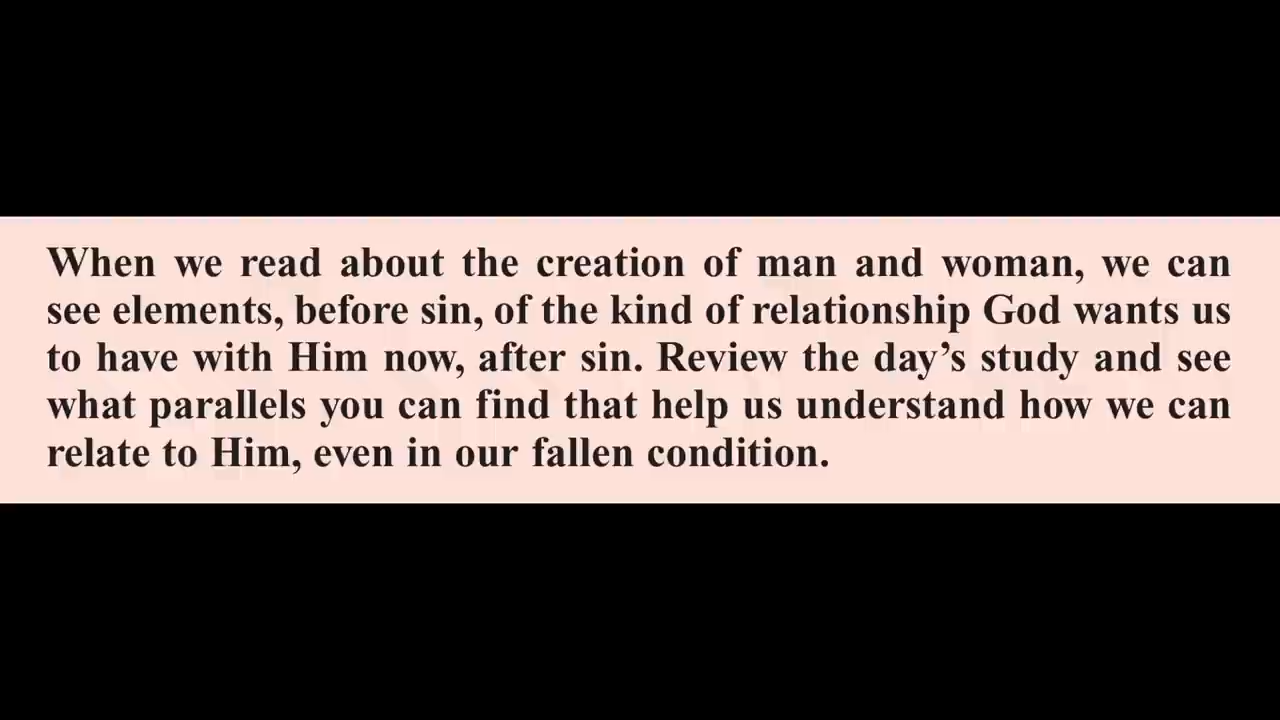 When we read about the creation of man and woman, we can
see elements, before sin, of the kind of relationship God wants us
to have with Him now, after sin. Review the day’s study and see
what parallels you can find that help us understand how we can
relate to Him, even in our fallen condition.